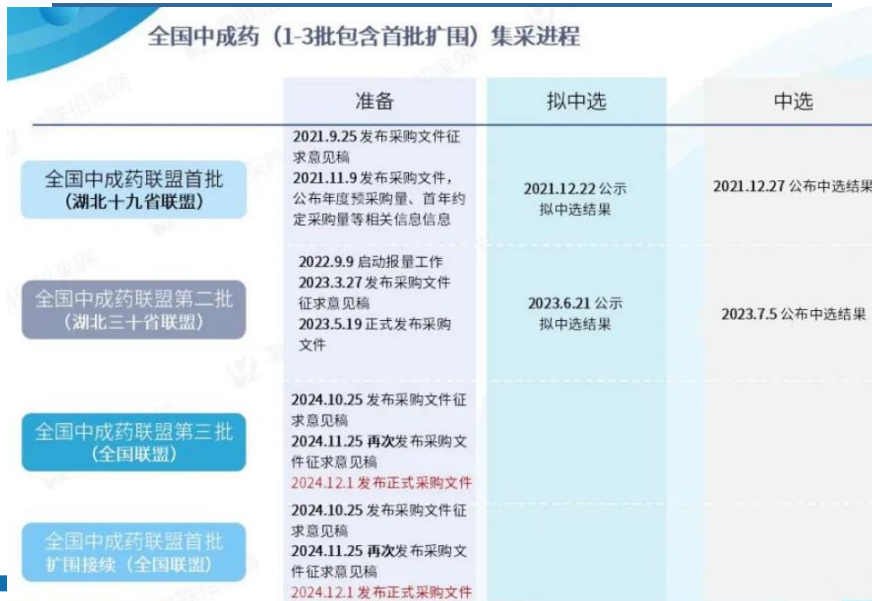 全国中成药（1-3批包含首批扩围）集采进程
准备
拟中选
中选
全国中成药联盟首批
（湖北十九省联盟）
2021.9.25 发布采购文件征
求意见稿
2021.11.9 发布采购文件，
公布年度预采购量、首年约
定采购量等相关信息信息
2021.12.22 公示
拟中选结果
2021.12.27 公布中选结果
全国中成药联盟第二批
（湖北三十省联盟）
2022.9.9 启动报量工作
2023.3.27 发布采购文件
征求意见稿
2023.5.19 正式发布采购
文件
2023.6.21 公示
拟中选结果
2023.7.5 公布中选结果
全国中成药联盟第三批
（全国联盟）
2024.10.25 发布采购文件征
求意见稿
2024.11.25 再次发布采购文
件征求意见稿
2024.12.1 发布正式采购文件
全国中成药联盟首批
扩围接续（全国联盟）
2024.10.25 发布采购文件征
求意见稿
2024.11.25 再次发布采购文
件征求意见稿
2024.12.1 发布正式采购文件